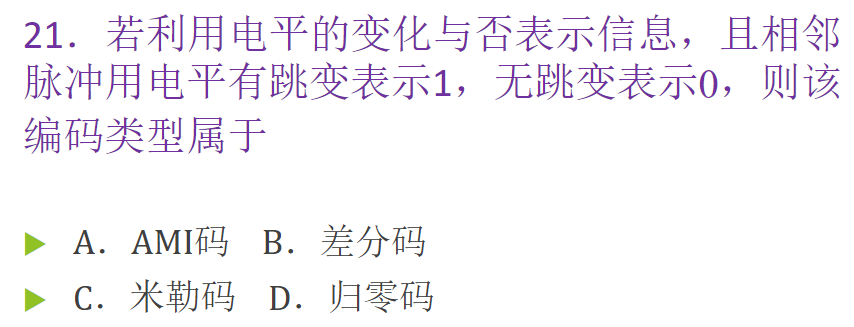 21．若利用电平的变化与否表示信息，且相邻
脉冲用电平有跳变表示1，无跳变表示0，则该
编码类型属于
A．AMI码 B．差分码
C．米勒码 D．归零码